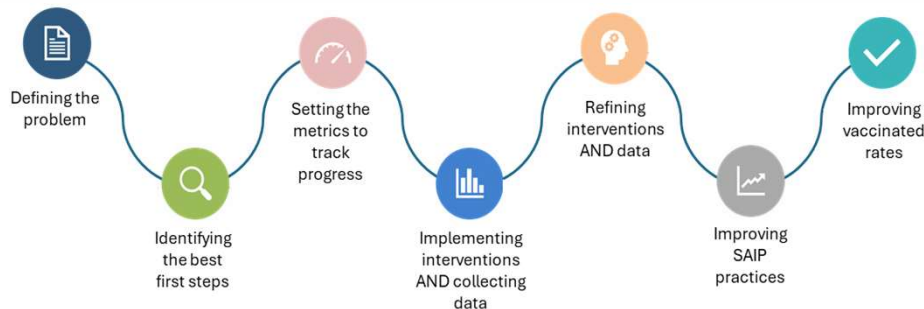 Defining the
problem
Identifying
the best
first steps
Setting the
metrics to
track
progress
Implementing
interventions
AND collecting
data
Refining
interventions
AND data
Improving
SAIP
practices
Improving
vaccinated
rates